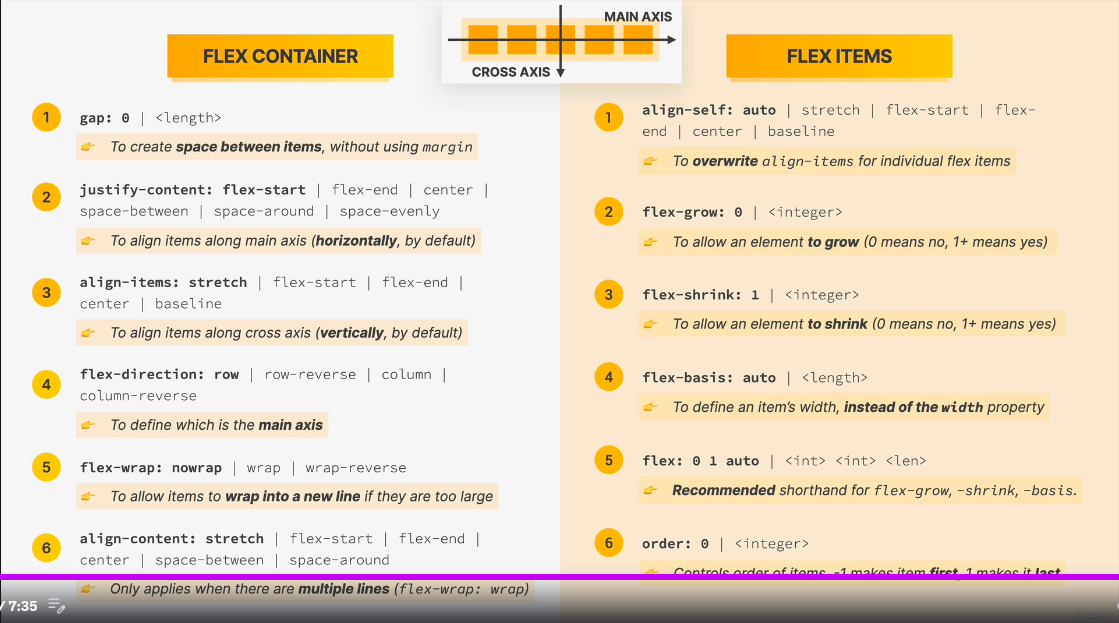 MAIN AXIS
CROSS AXIS
FLEX CONTAINER
1
gap: 0 | <length>
To create space between items, without using margin
2
justify-content: flex-start | flex-end | center |
space-between | space-around | space-evenly
To align items along main axis (horizontally, by default)
3
align-items: stretch | flex-start | flex-end |
center | baseline
To align items along cross axis (vertically, by default)
4
flex-direction: row | row-reverse | column |
column-reverse
To define which is the main axis
5
flex-wrap: nowrap | wrap | wrap-reverse
To allow items to wrap into a new line if they are too large
6
align-content: stretch | flex-start | flex-end |
center | space-between | space-around
Only applies when there are multiple lines (flex-wrap: wrap)
FLEX ITEMS
1
align-self: auto | stretch | flex-start | flex-
end | center | baseline
To overwrite align-items for individual flex items
2
flex-grow: 0 | <integer>
To allow an element to grow (0 means no, 1+ means yes)
3
flex-shrink: 1 | <integer>
To allow an element to shrink (0 means no, 1+ means yes)
4
flex-basis: auto | <length>
To define an item’s width, instead of the width property
5
flex: 0 1 auto | <int> <int> <len>
Recommended shorthand for flex-grow, -shrink, -basis.
6
order: 0 | <integer>
Controls order of items. -1 makes item first, 1 makes it last
/ 7:35